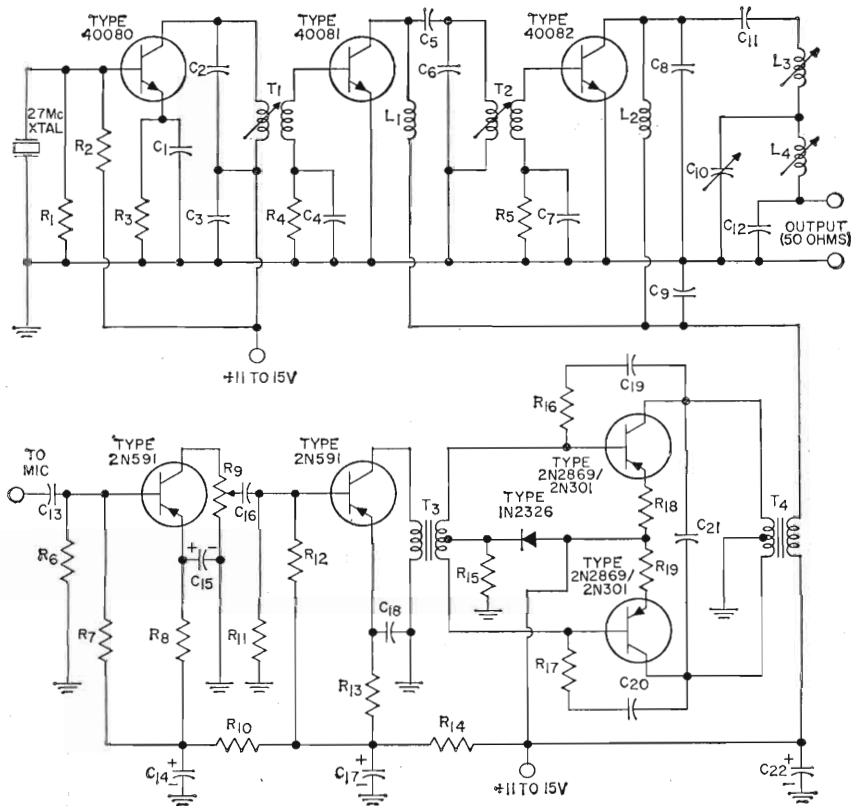 TYPE
40080
TYPE
40081
TYPE
40082
C5
C11
C2
C6
C8
L3
T1
T2
27Mc
XTAL
R2
C1
L1
L2
L4
C10
R1
R3
C3
R4
C4
R5
C7
C12
OUTPUT
(50 OHMS)
C9
+11 TO 15V
C19
R16
TYPE
2N591
TYPE
2N591
TO
MIC
R9
TYPE
2N2869/
2N301
C13
C16
T3
TYPE
1N2326
R18
T4
C21
R6
C15
R12
R15
TYPE
2N2869/
2N301
R19
R7
R8
R11
C18
R17
R13
C20
R10
R14
C14
C17
C22
+11 TO 15V